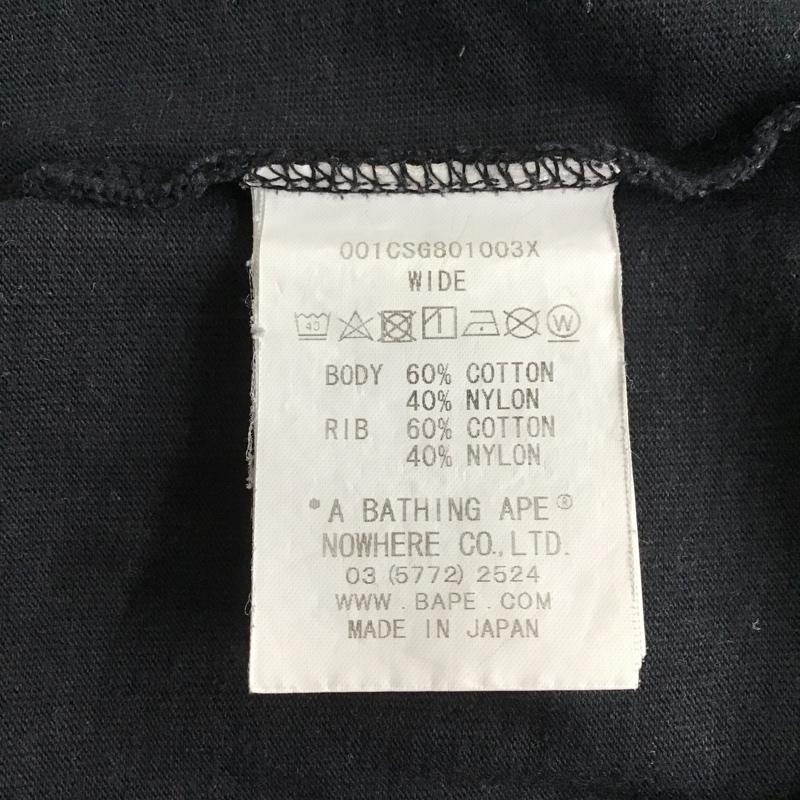 001CSG801003X
WIDE
40 W
BODY 60% COTTON
40% NYLON
RIB 60% COTTON
40% NYLON
*A BATHING APE®
NOWHERE CO.,LTD.
03 (5772) 2524
WWW.BAPE.COM
MADE IN JAPAN